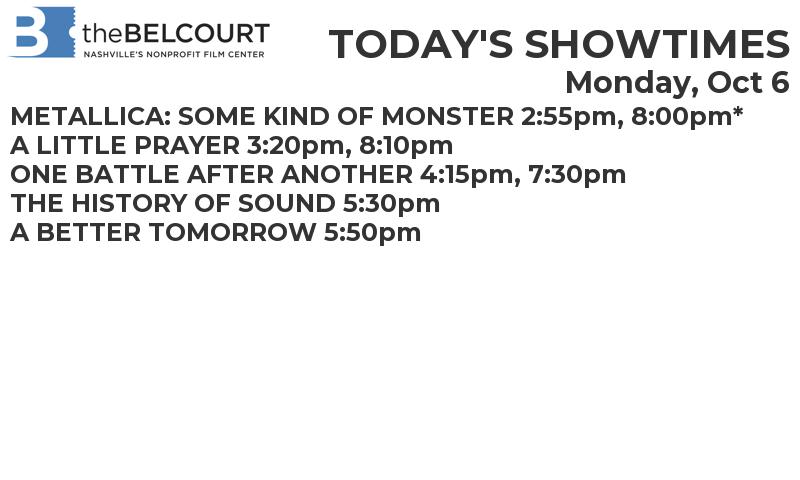 B theBELCOURT
NASHVILLE'S NONPROFIT FILM CENTER
TODAY'S SHOWTIMES
Monday, Oct 6
METALLICA: SOME KIND OF MONSTER 2:55pm, 8:00pm*
A LITTLE PRAYER 3:20pm, 8:10pm
ONE BATTLE AFTER ANOTHER 4:15pm, 7:30pm
THE HISTORY OF SOUND 5:30pm
A BETTER TOMORROW 5:50pm